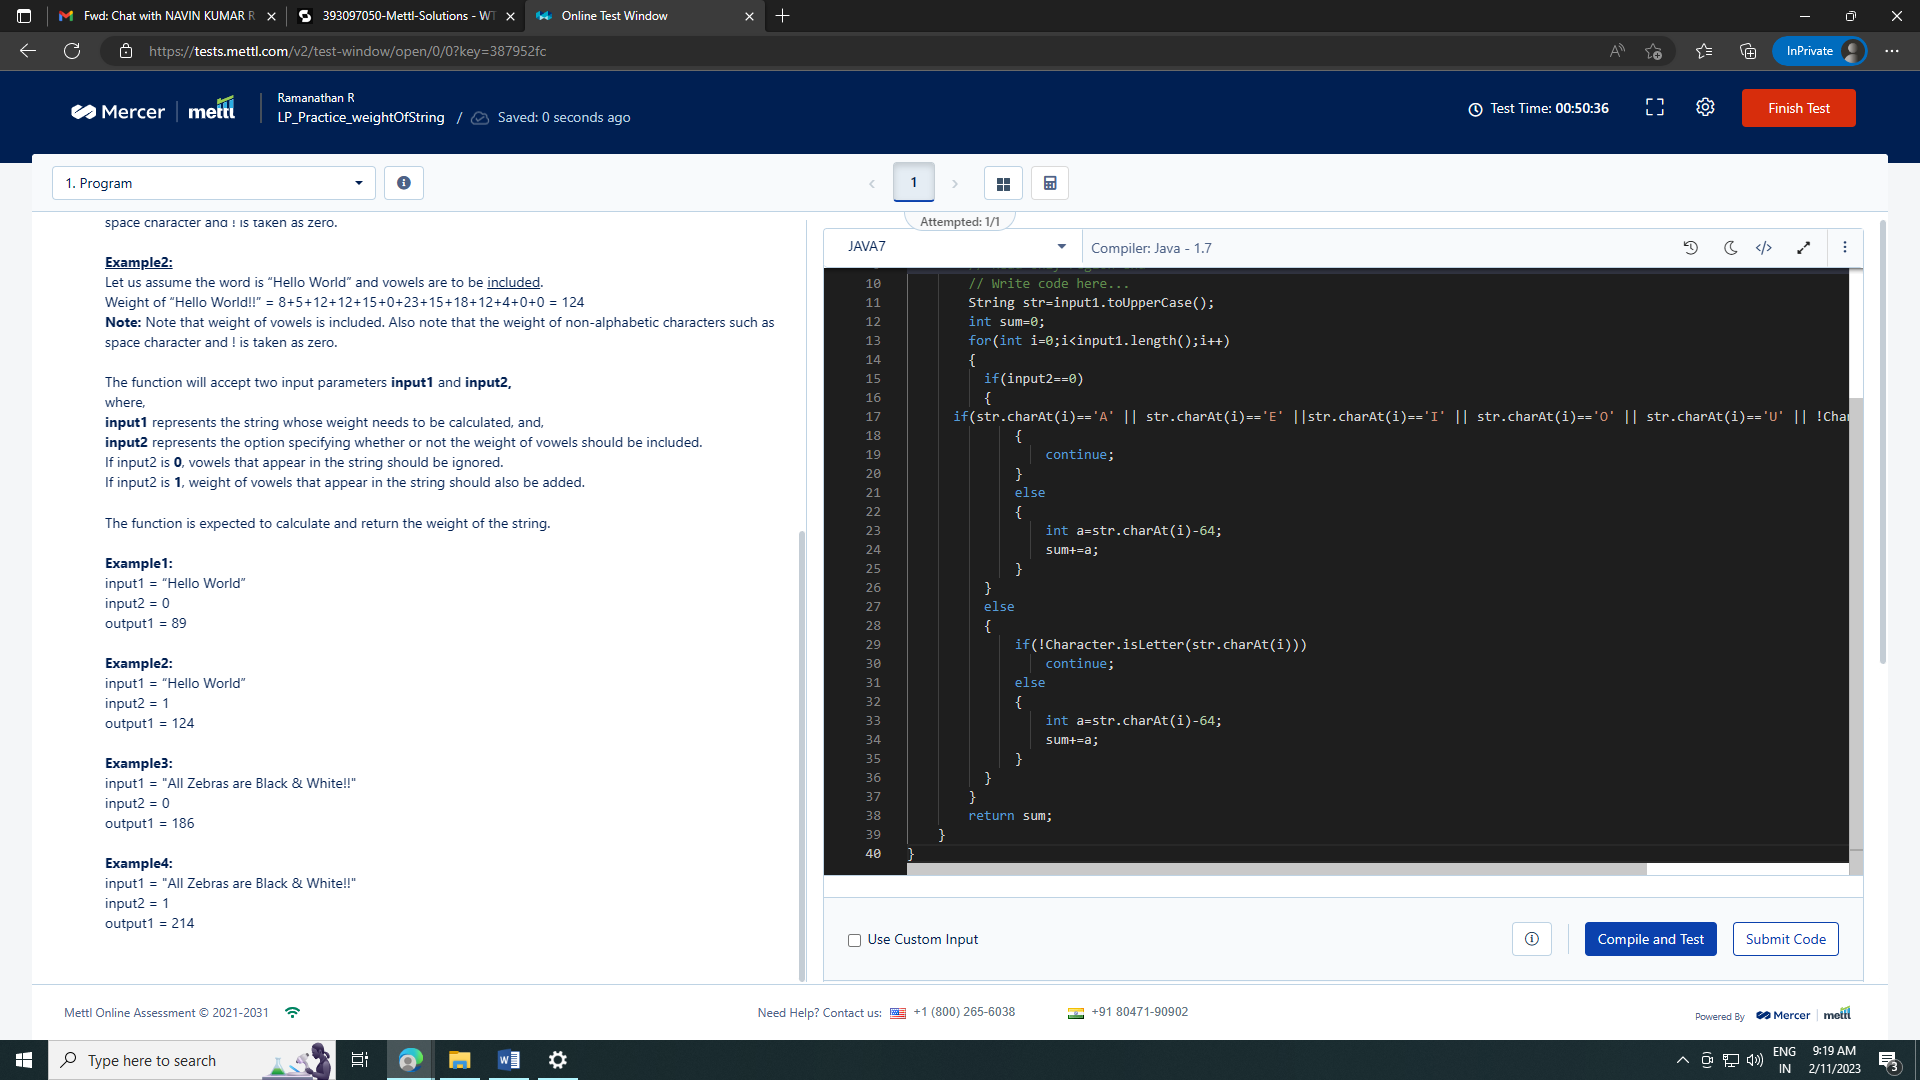 Fwd: Chat with NAVIN KUMAR R
393097050-Mettl-Solutions - WT
Online Test Window
https://tests.mettl.com/v2/test-window/open/0/0?key=387952fc
InPrivate
Mercer | mettl
Ramanathan R
LP_Practice_weightOfString / Saved: 0 seconds ago
Test Time: 00:50:36
Finish Test
1. Program
1
Attempted: 1/1
space character and ! is taken as zero.
Example2:
Let us assume the word is “Hello World” and vowels are to be included.
Weight of “Hello World!!” = 8+5+12+12+15+0+23+15+18+12+4+0+0 = 124
Note: Note that weight of vowels is included. Also note that the weight of non-alphabetic characters such as
space character and ! is taken as zero.
The function will accept two input parameters input1 and input2,
where,
input1 represents the string whose weight needs to be calculated, and,
input2 represents the option specifying whether or not the weight of vowels should be included.
If input2 is 0, vowels that appear in the string should be ignored.
If input2 is 1, weight of vowels that appear in the string should also be added.
The function is expected to calculate and return the weight of the string.
Example1:
input1 = “Hello World”
input2 = 0
output1 = 89
Example2:
input1 = “Hello World”
input2 = 1
output1 = 124
Example3:
input1 = "All Zebras are Black & White!!"
input2 = 0
output1 = 186
Example4:
input1 = "All Zebras are Black & White!!"
input2 = 1
output1 = 214
JAVA7
Compiler: Java - 1.7
10 // Write code here...
11 String str=input1.toUpperCase();
12 int sum=0;
13 for(int i=0;i<input1.length();i++)
14 {
15 if(input2==0)
16 {
17 if(str.charAt(i)=='A' || str.charAt(i)=='E' ||str.charAt(i)=='I' || str.charAt(i)=='O' || str.charAt(i)=='U' || !Cha
18 {
19 continue;
20 }
21 else
22 {
23 int a=str.charAt(i)-64;
24 sum+=a;
25 }
26 }
27 else
28 {
29 if(!Character.isLetter(str.charAt(i)))
30 continue;
31 else
32 {
33 int a=str.charAt(i)-64;
34 sum+=a;
35 }
36 }
37 }
38 return sum;
39 }
40 }
Use Custom Input
Compile and Test
Submit Code
Mettl Online Assessment © 2021-2031
Need Help? Contact us: +1 (800) 265-6038 +91 80471-90902
Powered By Mercer | mettl
Type here to search
ENG
IN
9:19 AM
2/11/2023
3